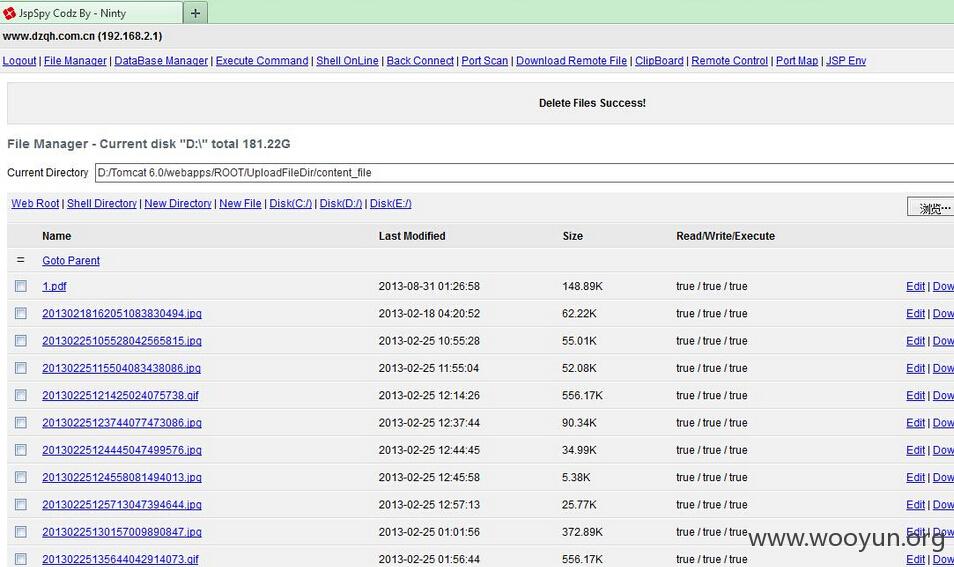 JspSpy Codz By - Ninty
www.dzqh.com.cn (192.168.2.1)
Logout | File Manager | DataBase Manager | Execute Command | Shell OnLine | Back Connect | Port Scan | Download Remote File | ClipBoard | Remote Control | Port Map | JSP Env
Delete Files Success!
File Manager - Current disk "D:\" total 181.22G
Current Directory D:/Tomcat 6.0/webapps/ROOT/UploadFileDir/content_file
Web Root | Shell Directory | New Directory | New File | Disk(C:/) | Disk(D:/) | Disk(E:/) 浏览…
Name Last Modified Size Read/Write/Execute
= Goto Parent
1.pdf 2013-08-31 01:26:58 148.89K true / true / true Edit | Dow
20130218162051083830494.jpg 2013-02-18 04:20:52 62.22K true / true / true Edit | Dow
20130225105528042565815.jpg 2013-02-25 10:55:28 55.01K true / true / true Edit | Dow
20130225115504083438086.jpg 2013-02-25 11:55:04 52.08K true / true / true Edit | Dow
20130225121425024075738.gif 2013-02-25 12:14:26 556.17K true / true / true Edit | Dow
20130225123744077473086.jpg 2013-02-25 12:37:44 90.34K true / true / true Edit | Dow
20130225124445047499576.jpg 2013-02-25 12:44:45 34.99K true / true / true Edit | Dow
20130225124558081494013.jpg 2013-02-25 12:45:58 5.38K true / true / true Edit | Dow
20130225125713047394644.jpg 2013-02-25 12:57:13 25.77K true / true / true Edit | Dow
20130225130157009890847.jpg 2013-02-25 01:01:56 372.89K true / true / true Edit | Dow
20130225135644042914073.gif 2013-02-25 01:56:44 556.17K true / true / true Edit | Dow
www.wooyun.org